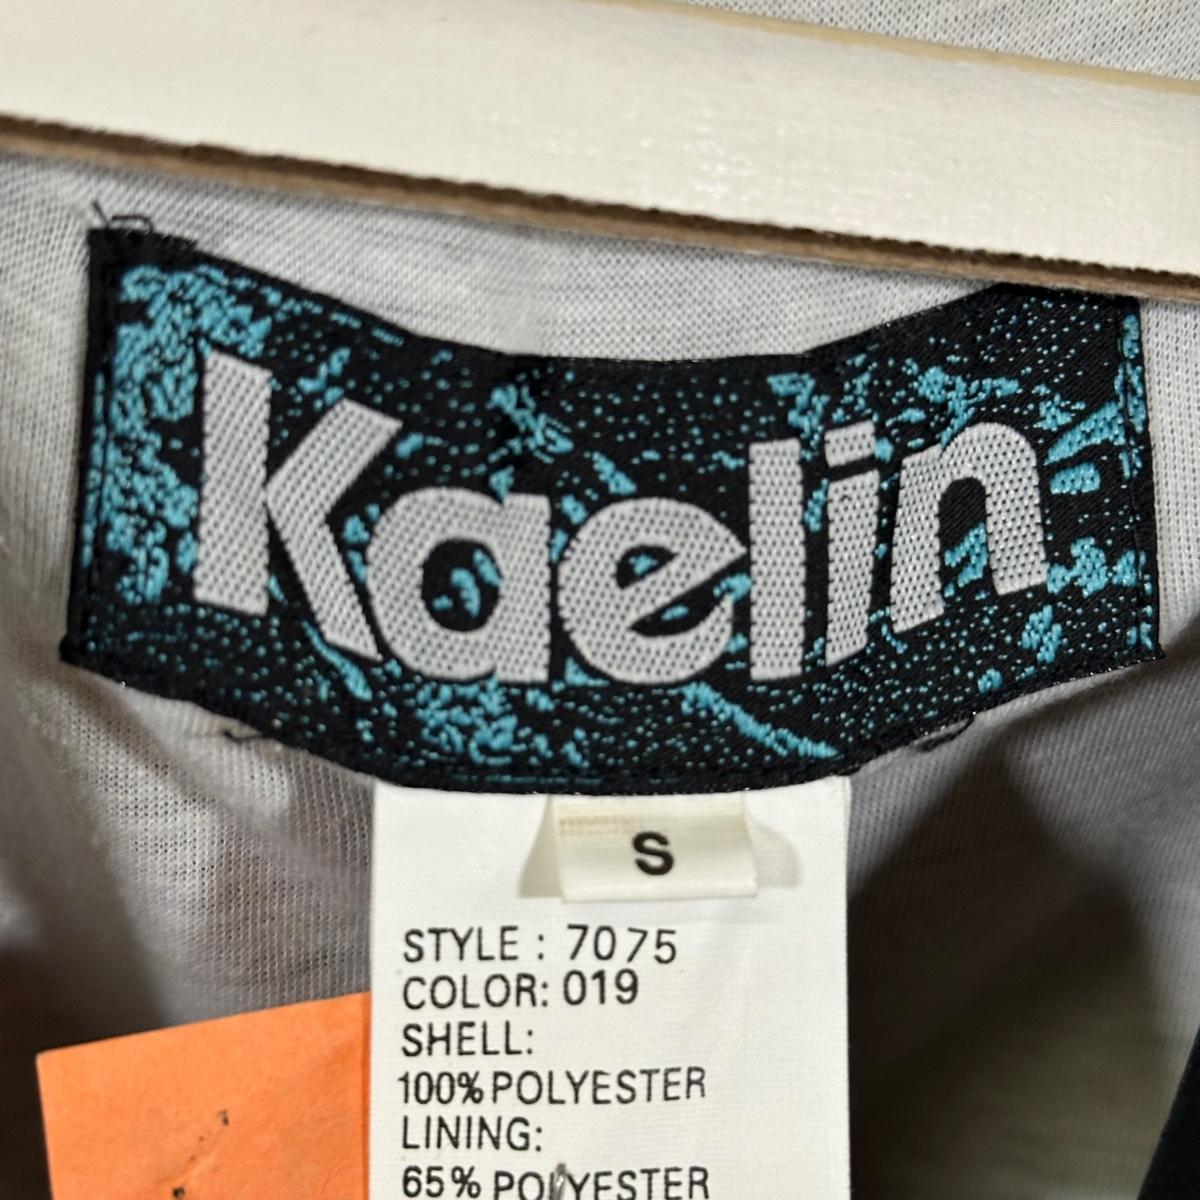 Kaelin
S
STYLE: 7075
COLOR: 019
SHELL:
100% POLYESTER
LINING:
65% POLYESTER